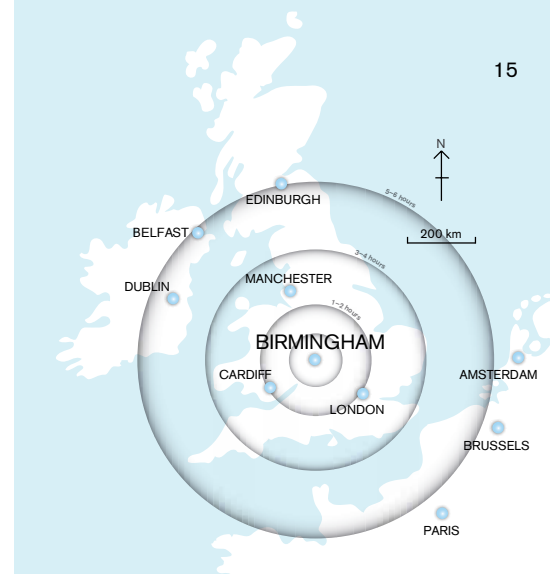 15
N
5-6 hours
EDINBURGH
BELFAST
200 km
3-4 hours
MANCHESTER
DUBLIN
1-2 hours
BIRMINGHAM
CARDIFF
AMSTERDAM
LONDON
BRUSSELS
PARIS